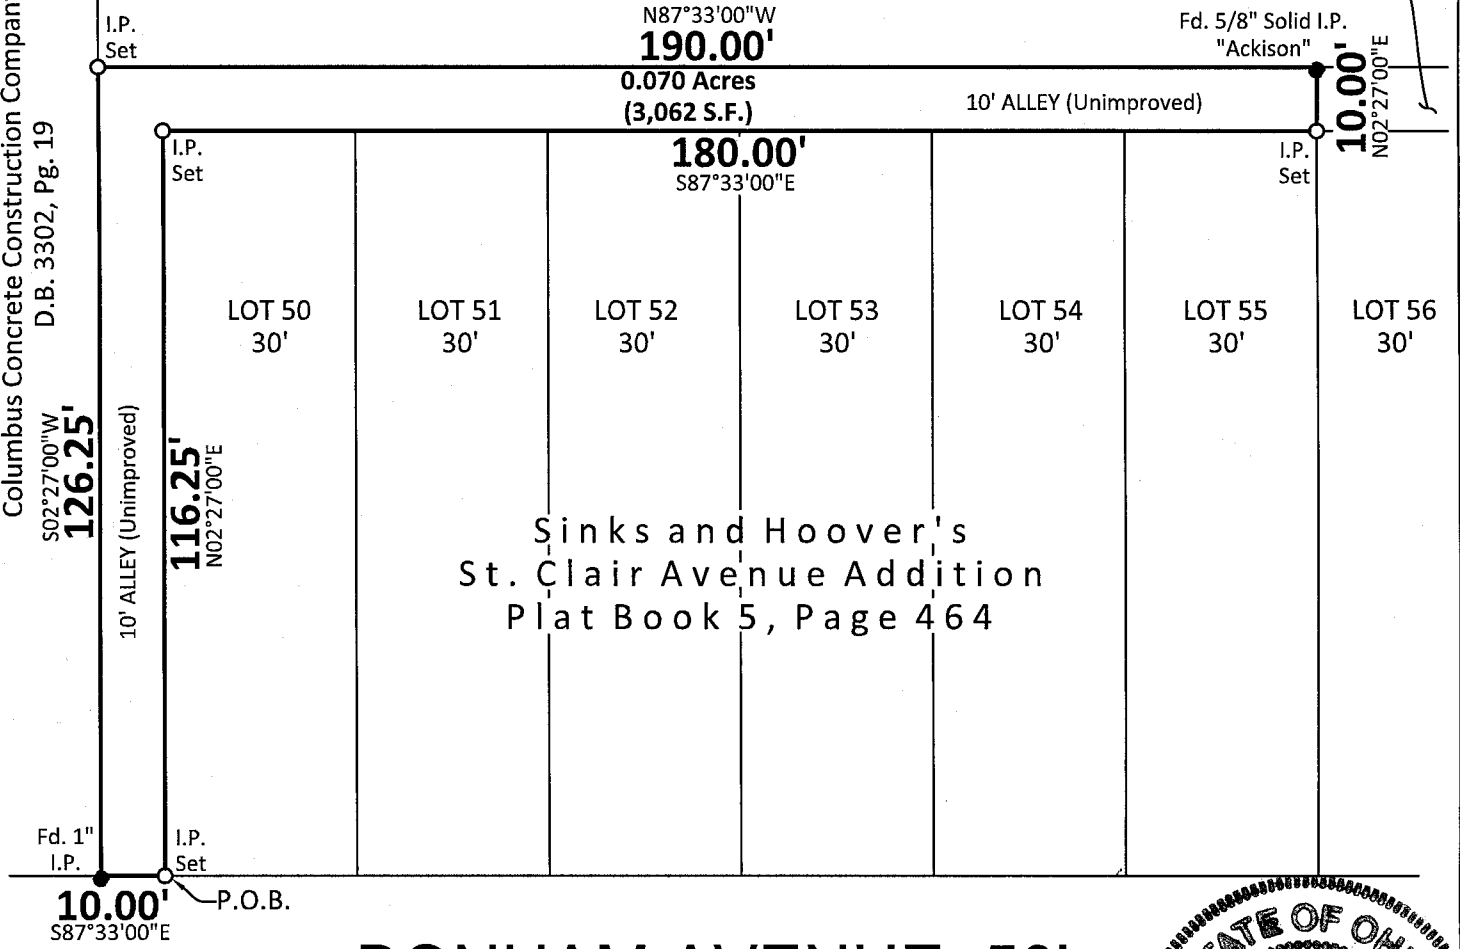 I.P.
Set
N87°33'00"W
190.00'
0.070 Acres
(3,062 S.F.)
10' ALLEY (Unimproved)
Fd. 5/8" Solid I.P.
"Ackison"
10.00'
N02°27'00"E
I.P.
Set
180.00'
S87°33'00"E
I.P.
Set
Columbus Concrete Construction Company
D.B. 3302, Pg. 19
LOT 50
30'
LOT 51
30'
LOT 52
30'
LOT 53
30'
LOT 54
30'
LOT 55
30'
LOT 56
30'
S02°27'00"W
126.25'
10' ALLEY (Unimproved)
116.25'
N02°27'00"E
Sinks and Hoover's
St. Clair Avenue Addition
Plat Book 5, Page 464
Fd. 1"
I.P.
I.P.
Set
P.O.B.
10.00'
S87°33'00"E
AVENUE
OF